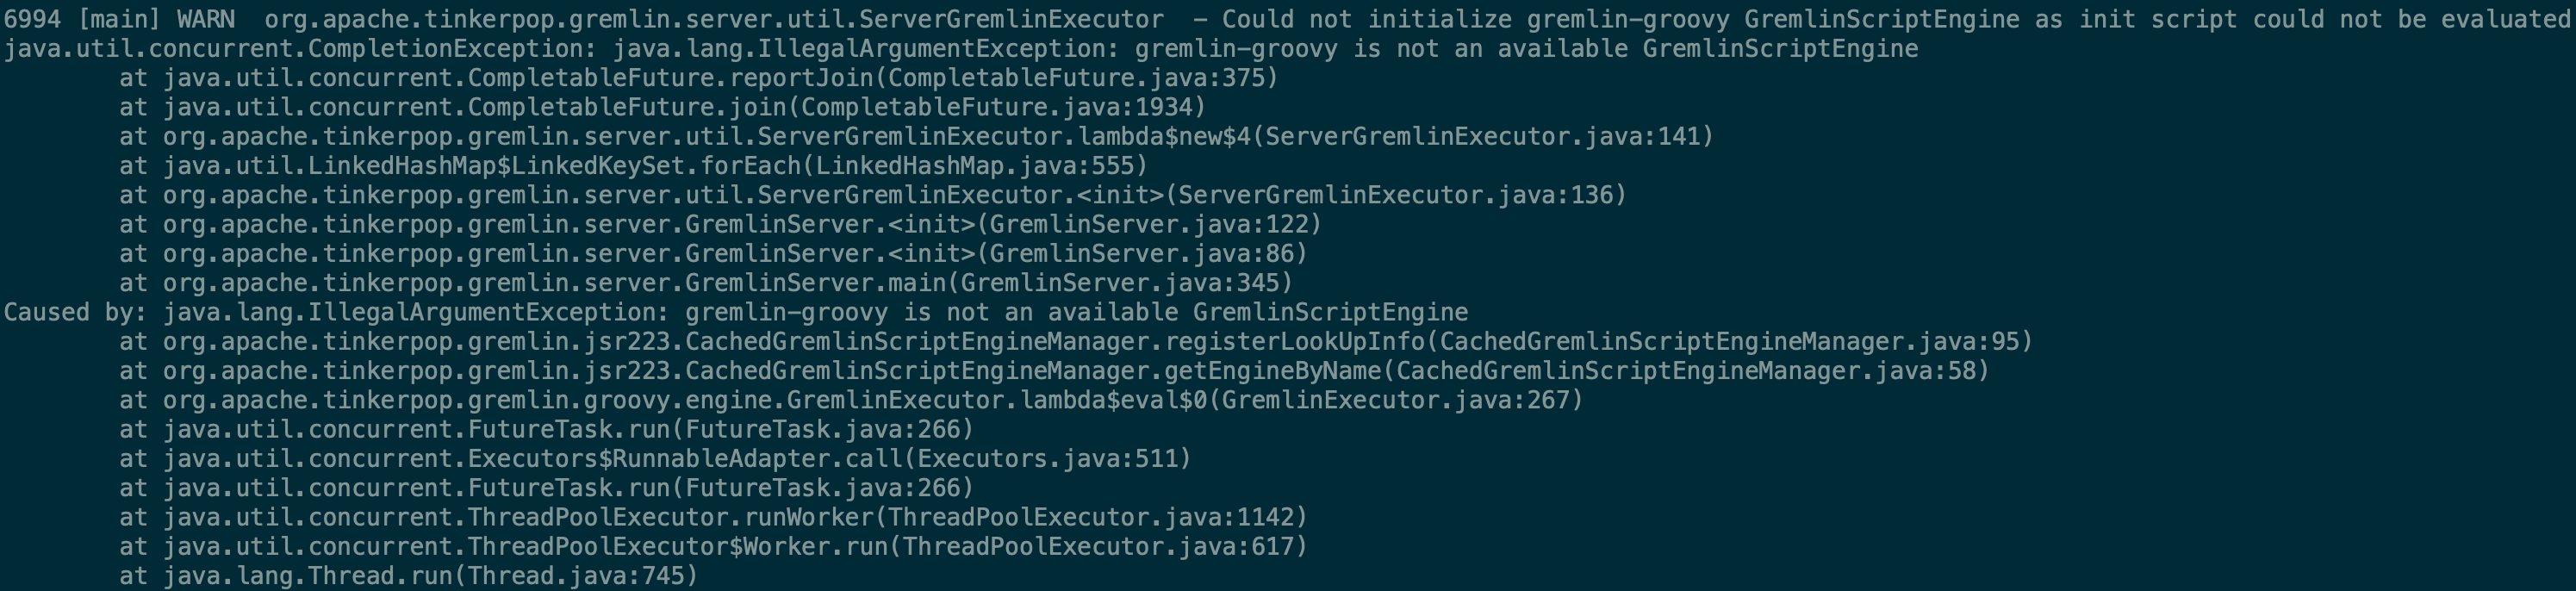 6994 [main] WARN  org.apache.tinkerpop.gremlin.server.util.ServerGremlinExecutor  – Could not initialize gremlin-groovy GremlinScriptEngine as init script could not be evaluated
java.util.concurrent.CompletionException: java.lang.IllegalArgumentException: gremlin-groovy is not an available GremlinScriptEngine
        at java.util.concurrent.CompletableFuture.reportJoin(CompletableFuture.java:375)
        at java.util.concurrent.CompletableFuture.join(CompletableFuture.java:1934)
        at org.apache.tinkerpop.gremlin.server.util.ServerGremlinExecutor.lambda$new$4(ServerGremlinExecutor.java:141)
        at java.util.LinkedHashMap$LinkedKeySet.forEach(LinkedHashMap.java:555)
        at org.apache.tinkerpop.gremlin.server.util.ServerGremlinExecutor.<init>(ServerGremlinExecutor.java:136)
        at org.apache.tinkerpop.gremlin.server.GremlinServer.<init>(GremlinServer.java:122)
        at org.apache.tinkerpop.gremlin.server.GremlinServer.<init>(GremlinServer.java:86)
        at org.apache.tinkerpop.gremlin.server.GremlinServer.main(GremlinServer.java:345)
Caused by: java.lang.IllegalArgumentException: gremlin-groovy is not an available GremlinScriptEngine
        at org.apache.tinkerpop.gremlin.jsr223.CachedGremlinScriptEngineManager.registerLookUpInfo(CachedGremlinScriptEngineManager.java:95)
        at org.apache.tinkerpop.gremlin.jsr223.CachedGremlinScriptEngineManager.getEngineByName(CachedGremlinScriptEngineManager.java:58)
        at org.apache.tinkerpop.gremlin.groovy.engine.GremlinExecutor.lambda$eval$0(GremlinExecutor.java:267)
        at java.util.concurrent.FutureTask.run(FutureTask.java:266)
        at java.util.concurrent.Executors$RunnableAdapter.call(Executors.java:511)
        at java.util.concurrent.FutureTask.run(FutureTask.java:266)
        at java.util.concurrent.ThreadPoolExecutor.runWorker(ThreadPoolExecutor.java:1142)
        at java.util.concurrent.ThreadPoolExecutor$Worker.run(ThreadPoolExecutor.java:617)
        at java.lang.Thread.run(Thread.java:745)